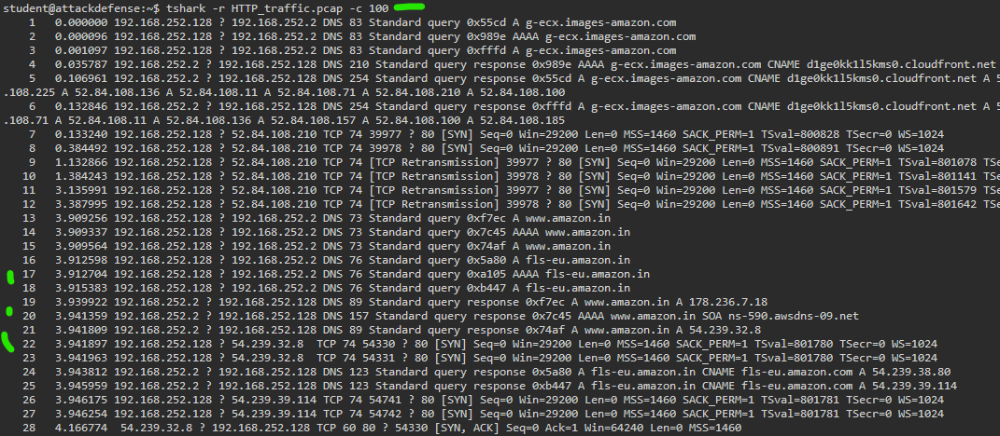 student@attackdefense:~$ tshark -r HTTP_traffic.pcap -c 100
1 0.000000 192.168.252.128 ? 192.168.252.2 DNS 83 Standard query 0x55cd A g-ecx.images-amazon.com
2 0.000096 192.168.252.128 ? 192.168.252.2 DNS 83 Standard query 0x989e AAAA g-ecx.images-amazon.com
3 0.001097 192.168.252.128 ? 192.168.252.2 DNS 83 Standard query 0xfffd A g-ecx.images-amazon.com
4 0.035787 192.168.252.2 ? 192.168.252.128 DNS 210 Standard query response 0x989e AAAA g-ecx.images-amazon.com CNAME d1ge0kk1l5kms0.cloudfront.net
5 0.106961 192.168.252.2 ? 192.168.252.128 DNS 254 Standard query response 0x55cd A g-ecx.images-amazon.com CNAME d1ge0kk1l5kms0.cloudfront.net A 5
.108.225 A 52.84.108.136 A 52.84.108.11 A 52.84.108.71 A 52.84.108.210 A 52.84.108.100
6 0.132846 192.168.252.2 ? 192.168.252.128 DNS 254 Standard query response 0xfffd A g-ecx.images-amazon.com CNAME d1ge0kk1l5kms0.cloudfront.net A 5
.108.71 A 52.84.108.11 A 52.84.108.136 A 52.84.108.157 A 52.84.108.100 A 52.84.108.185
7 0.133240 192.168.252.128 ? 52.84.108.210 TCP 74 39977 ? 80 [SYN] Seq=0 Win=29200 Len=0 MSS=1460 SACK_PERM=1 TSval=800828 TSecr=0 WS=1024
8 0.384492 192.168.252.128 ? 52.84.108.210 TCP 74 39978 ? 80 [SYN] Seq=0 Win=29200 Len=0 MSS=1460 SACK_PERM=1 TSval=800891 TSecr=0 WS=1024
9 1.132866 192.168.252.128 ? 52.84.108.210 TCP 74 [TCP Retransmission] 39977 ? 80 [SYN] Seq=0 Win=29200 Len=0 MSS=1460 SACK_PERM=1 TSval=801078 TSe
10 1.384243 192.168.252.128 ? 52.84.108.210 TCP 74 [TCP Retransmission] 39978 ? 80 [SYN] Seq=0 Win=29200 Len=0 MSS=1460 SACK_PERM=1 TSval=801141 TSe
11 3.135991 192.168.252.128 ? 52.84.108.210 TCP 74 [TCP Retransmission] 39977 ? 80 [SYN] Seq=0 Win=29200 Len=0 MSS=1460 SACK_PERM=1 TSval=801579 TSe
12 3.387995 192.168.252.128 ? 52.84.108.210 TCP 74 [TCP Retransmission] 39978 ? 80 [SYN] Seq=0 Win=29200 Len=0 MSS=1460 SACK_PERM=1 TSval=801642 TSe
13 3.909256 192.168.252.128 ? 192.168.252.2 DNS 73 Standard query 0xf7ec A www.amazon.in
14 3.909337 192.168.252.128 ? 192.168.252.2 DNS 73 Standard query 0x7c45 AAAA www.amazon.in
15 3.909564 192.168.252.128 ? 192.168.252.2 DNS 73 Standard query 0x74af A www.amazon.in
16 3.912598 192.168.252.128 ? 192.168.252.2 DNS 76 Standard query 0x5a80 A fls-eu.amazon.in
17 3.912704 192.168.252.128 ? 192.168.252.2 DNS 76 Standard query 0xa105 AAAA fls-eu.amazon.in
18 3.915383 192.168.252.128 ? 192.168.252.2 DNS 76 Standard query 0xb447 A fls-eu.amazon.in
19 3.939922 192.168.252.2 ? 192.168.252.128 DNS 89 Standard query response 0xf7ec A www.amazon.in A 178.236.7.18
20 3.941359 192.168.252.2 ? 192.168.252.128 DNS 157 Standard query response 0x7c45 AAAA www.amazon.in SOA ns-590.awsdns-09.net
21 3.941809 192.168.252.2 ? 192.168.252.128 DNS 89 Standard query response 0x74af A www.amazon.in A 54.239.32.8
22 3.941897 192.168.252.128 ? 54.239.32.8 TCP 74 54330 ? 80 [SYN] Seq=0 Win=29200 Len=0 MSS=1460 SACK_PERM=1 TSval=801780 TSecr=0 WS=1024
23 3.941963 192.168.252.128 ? 54.239.32.8 TCP 74 54331 ? 80 [SYN] Seq=0 Win=29200 Len=0 MSS=1460 SACK_PERM=1 TSval=801780 TSecr=0 WS=1024
24 3.943812 192.168.252.2 ? 192.168.252.128 DNS 123 Standard query response 0x5a80 A fls-eu.amazon.in CNAME fls-eu.amazon.com A 54.239.38.80
25 3.945959 192.168.252.2 ? 192.168.252.128 DNS 123 Standard query response 0xb447 A fls-eu.amazon.in CNAME fls-eu.amazon.com A 54.239.39.114
26 3.946175 192.168.252.128 ? 54.239.39.114 TCP 74 54741 ? 80 [SYN] Seq=0 Win=29200 Len=0 MSS=1460 SACK_PERM=1 TSval=801781 TSecr=0 WS=1024
27 3.946254 192.168.252.128 ? 54.239.39.114 TCP 74 54742 ? 80 [SYN] Seq=0 Win=29200 Len=0 MSS=1460 SACK_PERM=1 TSval=801781 TSecr=0 WS=1024
28 4.166774 54.239.32.8 ? 192.168.252.128 TCP 60 80 ? 54330 [SYN, ACK] Seq=0 Ack=1 Win=64240 Len=0 MSS=1460